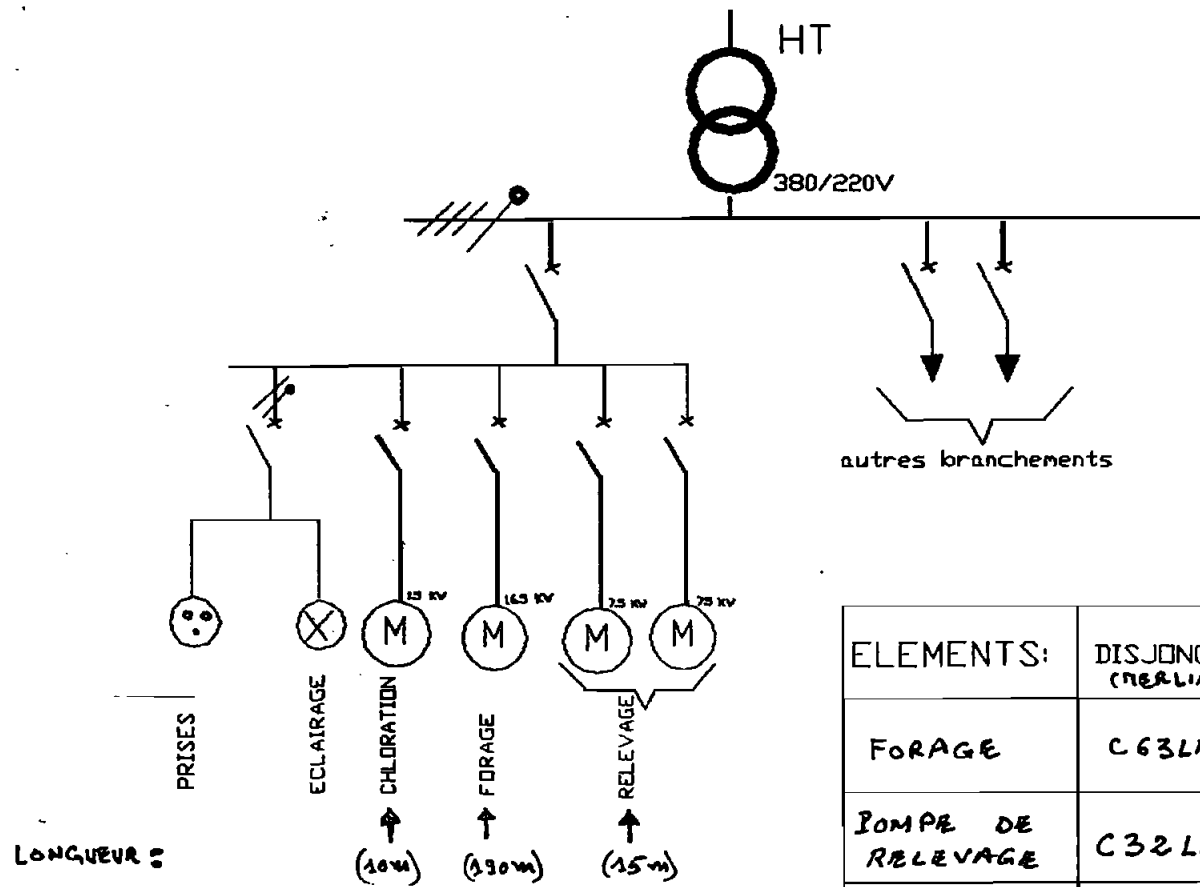 HT
380/220V
autres branchements
M
M
M
M
PRISES
ECLAIRAGE
CHLORATION
FORAGE
RELEVAGE
LONGUEUR :
(10m)
(190m)
(15m)
ELEMENTS:
FORAGE
POMPE DE
RELEVAGE
C32L